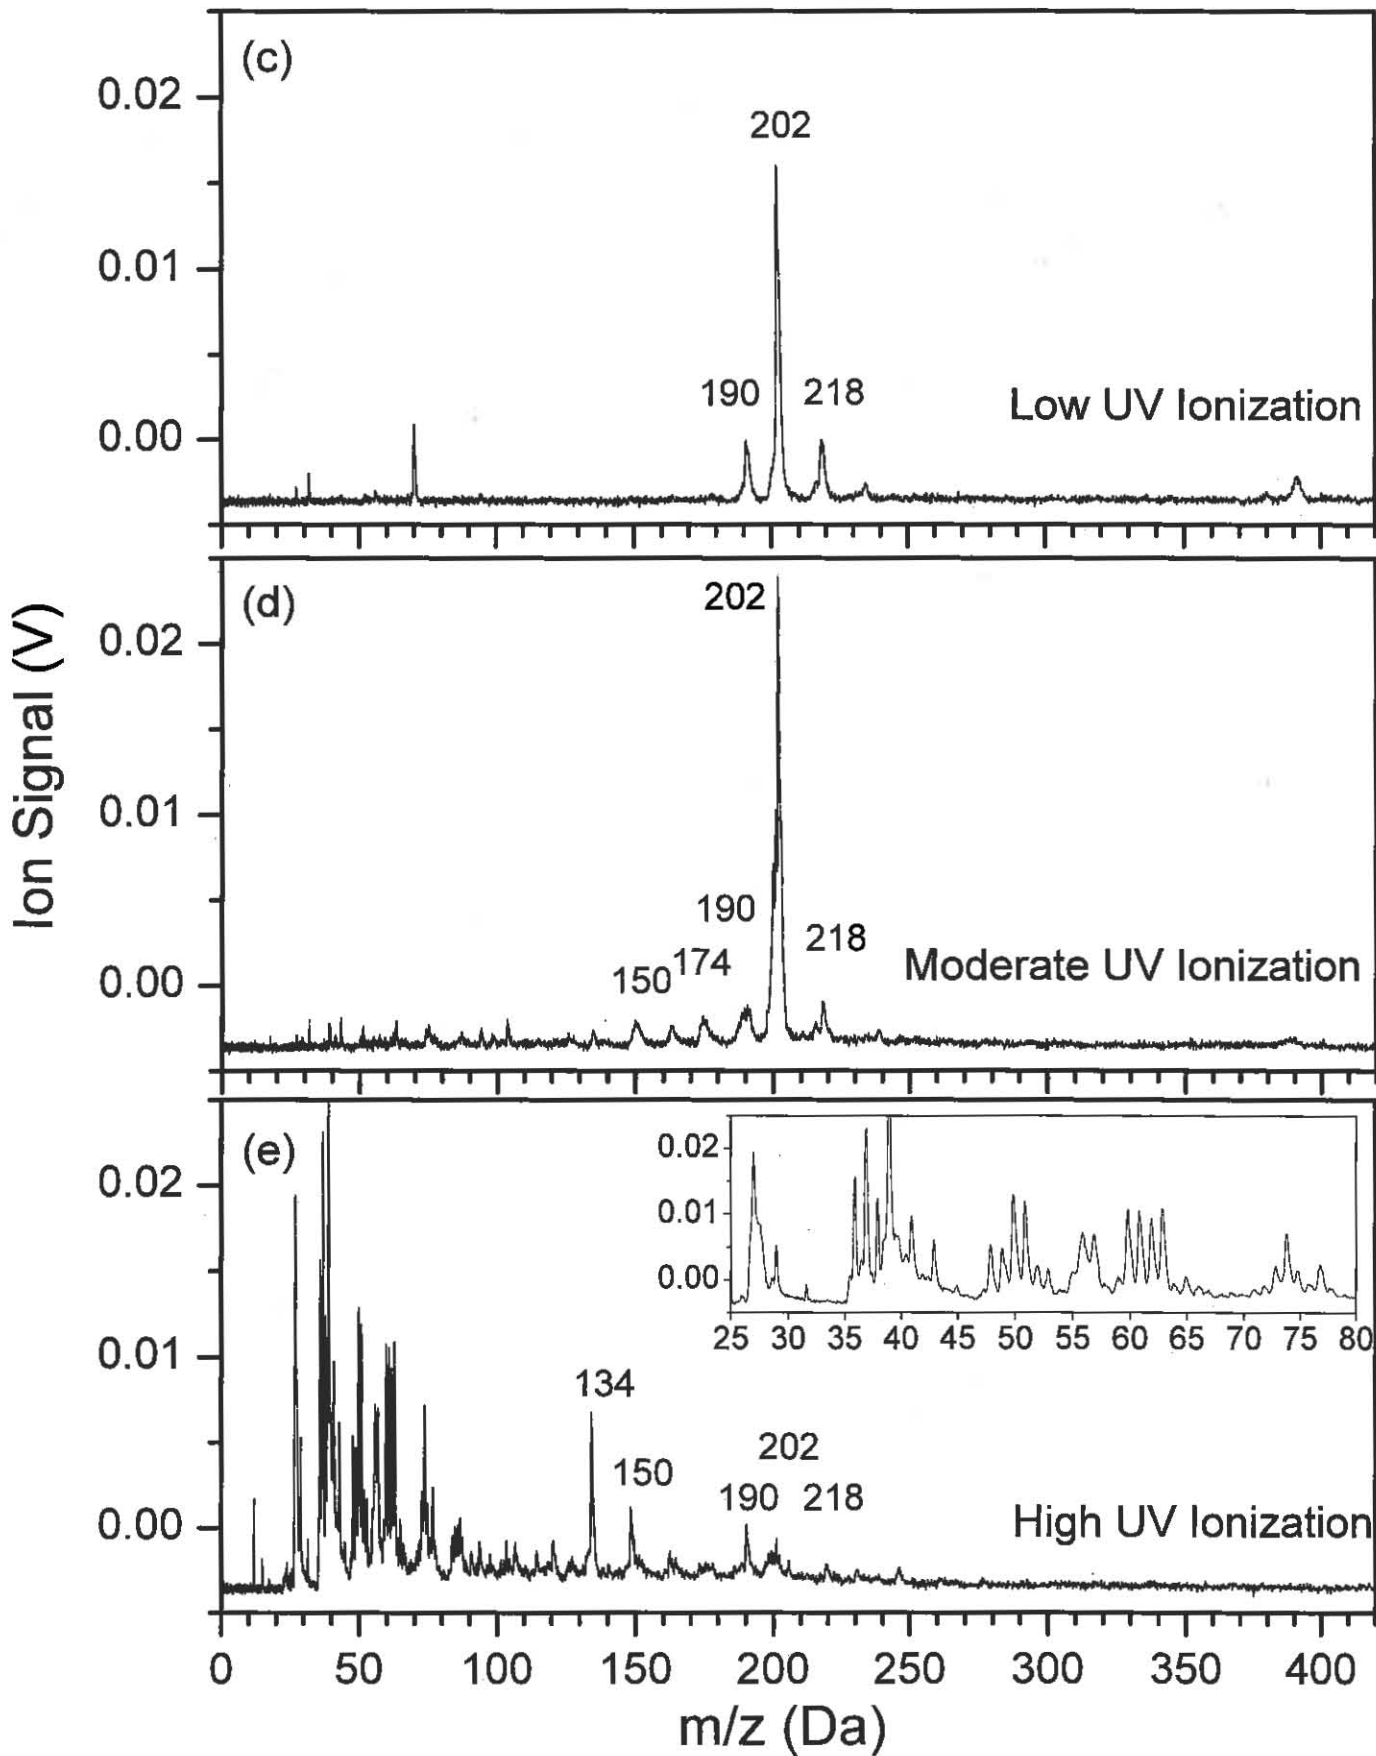 (c)
0.02
202
0.01
190 218
Low UV Ionization
0.00
(d)
202
0.02
0.01
190
218
150 174
Moderate UV Ionization
0.00
Ion Signal (V)
(e)
0.02
0.02
0.01
0.00
25 30 35 40 45 50 55 60 65 70 75 80
0.01
134
150
202
190 218
High UV Ionization
0.00
0 50 100 150 200 250 300 350 400
m/z (Da)